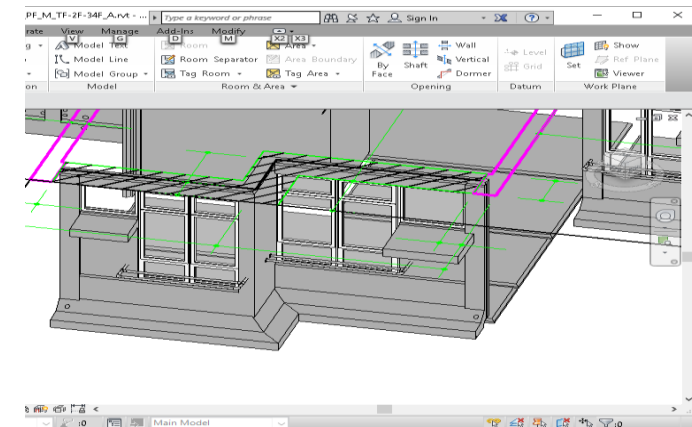 PF_M_TF-2F-34F_A.rvt - ... Type a keyword or phrase Sign In
rate View Manage Add-Ins Modify
V G D M X2 X3
Model Text Room Area Wall Level Show
Model Line Room Separator Area Boundary By Face Shaft Vertical Grid Set Ref Plane
Model Group Tag Room Tag Area Dormer Viewer
on Model Room & Area Opening Datum Work Plane
:0 Main Model :0